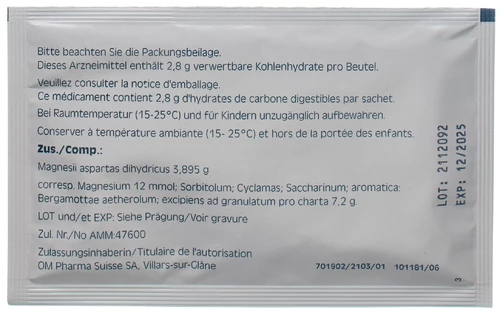 Bitte beachten Sie die Packungsbeilage.
Dieses Arzneimittel enthält 2,8 g verwertbare Kohlenhydrate pro Beutel.
Veuillez consulter la notice d'emballage.
Ce médicament contient 2,8 g d'hydrates de carbone digestibles par sachet.
Bei Raumtemperatur (15-25°C) und für Kindern unzugänglich aufbewahren.
Conserver à température ambiante (15- 25°C) et hors de la portée des enfants.
Zus./Comp.:
Magnesii aspartas dihydricus 3,895 g
corresp. Magnesium 12 mmol; Sorbitolum; Cyclamas; Saccharinum; aromatica:
Bergamottae aetheroleum; excipiens ad granulatum pro charta 7,2 g.
LOT und/et EXP: Siehe Prägung/Voir gravure
Zul. Nr./No AMM:47600
Zulassungsinhaberin/Titulaire de l'autorisation
OM Pharma Suisse SA, Villars-sur-Glâne
701902/2103/01 101181/06
3
LOT: 2112092
EXP: 12/2025